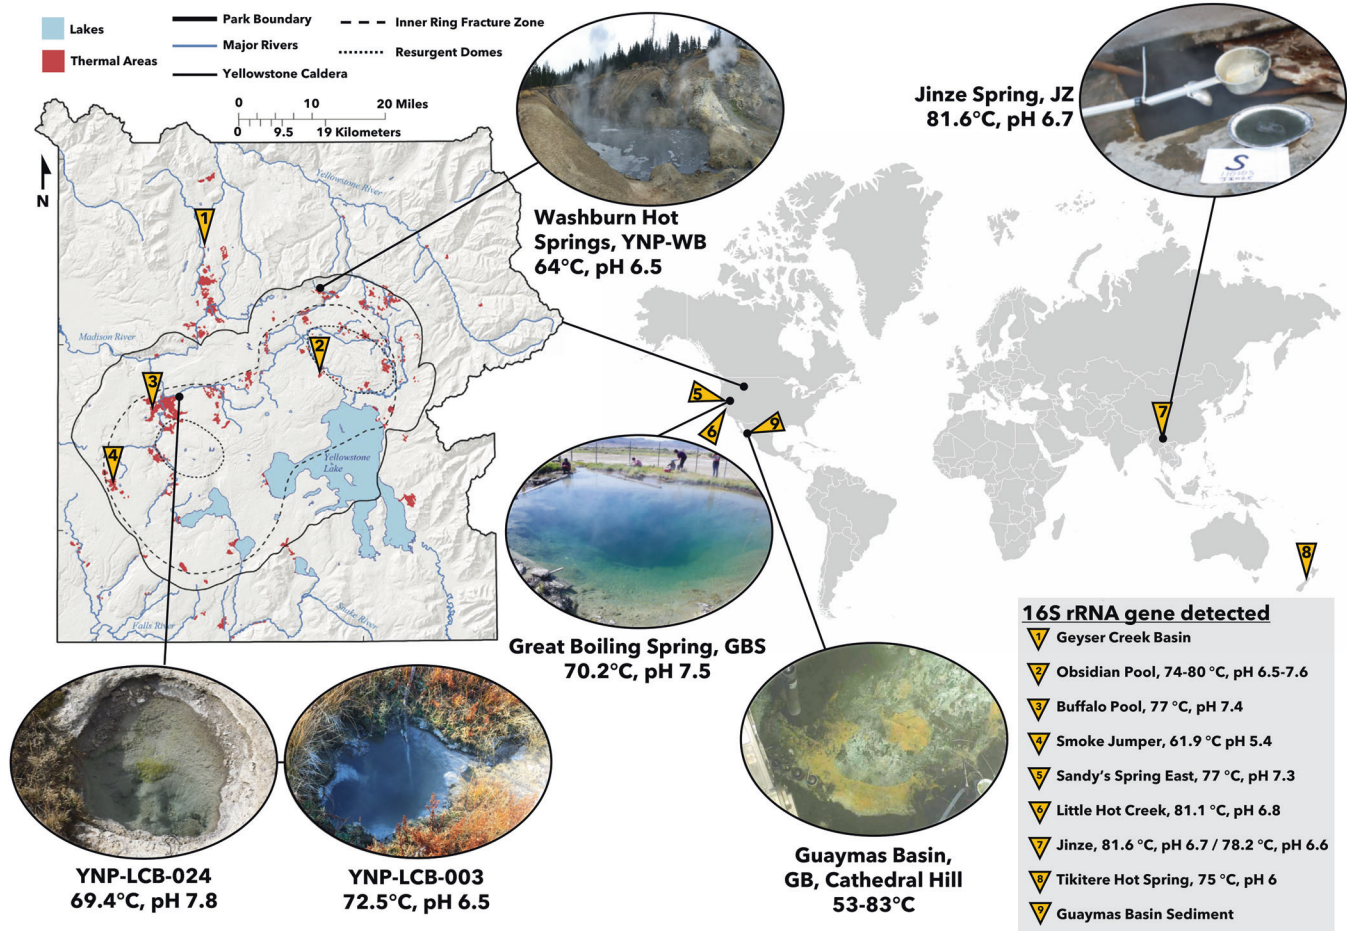 Lakes
Thermal Areas
Park Boundary
Major Rivers
Yellowstone Caldera
Inner Ring Fracture Zone
Resurgent Domes
0 10 20 Miles
0 9.5 19 Kilometers
N
Yellowstone River
Madison River
Yellowstone
Lake
Falls River
Snake River
1
2
3
4
Washburn Hot
Springs, YNP-WB
64°C, pH 6.5
Jinze Spring, JZ
81.6°C, pH 6.7
S
5
6
9
7
8
Great Boiling Spring, GBS
70.2°C, pH 7.5
YNP-LCB-024
69.4°C, pH 7.8
YNP-LCB-003
72.5°C, pH 6.5
Guaymas Basin,
GB, Cathedral Hill
53-83°C
16S rRNA gene detected
1 Geyser Creek Basin
2 Obsidian Pool, 74-80 °C, pH 6.5-7.6
3 Buffalo Pool, 77 °C, pH 7.4
4 Smoke Jumper, 61.9 °C pH 5.4
5 Sandy's Spring East, 77 °C, pH 7.3
6 Little Hot Creek, 81.1 °C, pH 6.8
7 Jinze, 81.6 °C, pH 6.7 / 78.2 °C, pH 6.6
8 Tikitere Hot Spring, 75 °C, pH 6
9 Guaymas Basin Sediment